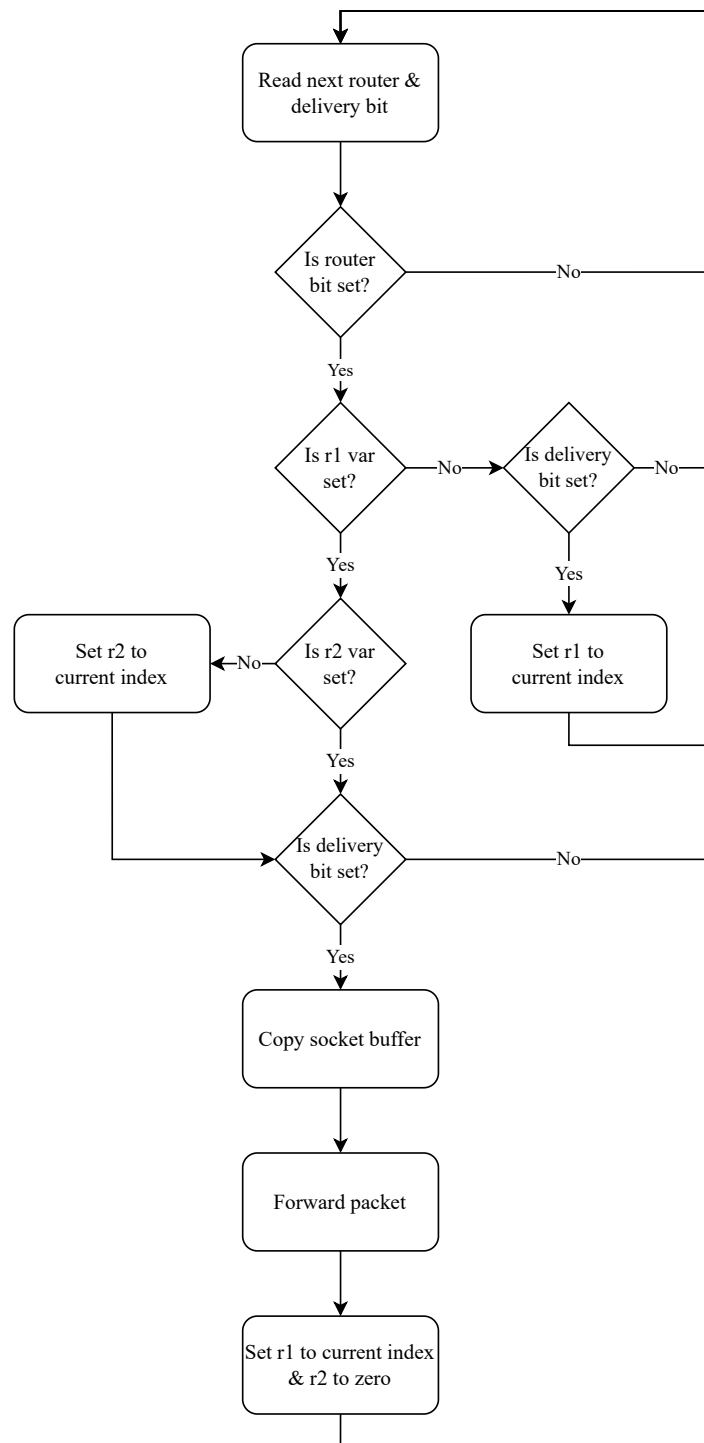 Read next router &
delivery bit
Is router
bit set?
No
Yes
Is r1 var
set?
No
Is delivery
bit set?
No
Yes
Yes
Set r2 to
current index
No
Is r2 var
set?
Set r1 to
current index
Yes
Is delivery
bit set?
No
Yes
Copy socket buffer
Forward packet
Set r1 to current index
& r2 to zero